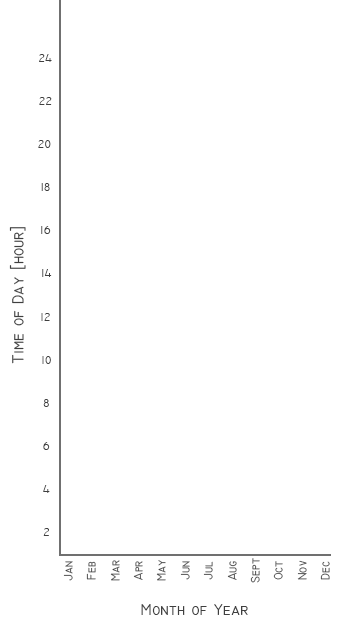 24
22
20
18
16
14
12
10
8
6
4
2
Time of Day [hour]
Jan
Feb
Mar
Apr
May
Jun
Jul
Aug
Sept
Oct
Nov
Dec
Month of Year